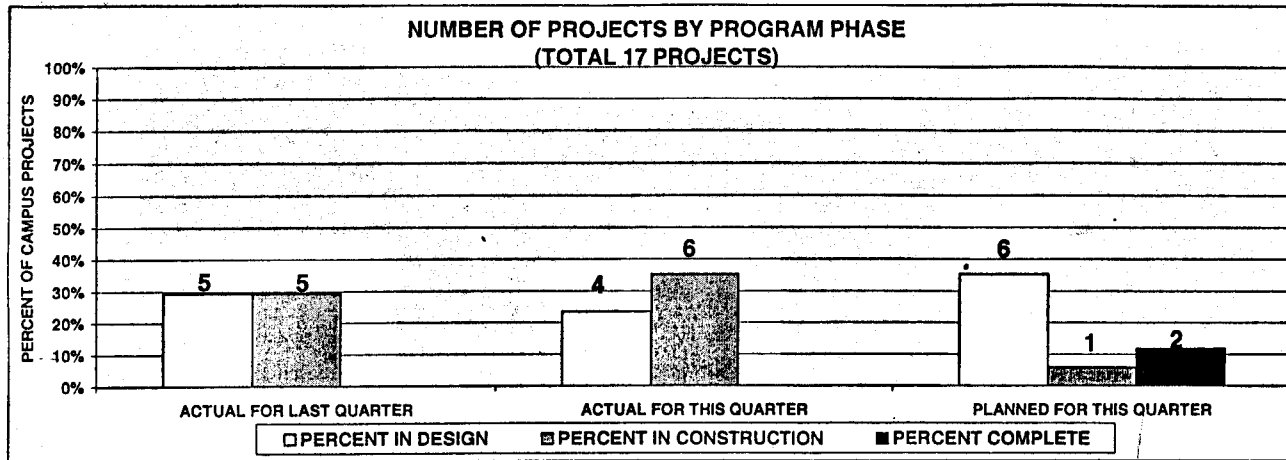 NUMBER OF PROJECTS BY PROGRAM PHASE
(TOTAL 17 PROJECTS)
PERCENT OF CAMPUS PROJECTS
100%
90%
80%
70%
60%
50%
40%
30%
20%
10%
0%
5 5
4 6
6 1 2
ACTUAL FOR LAST QUARTER ACTUAL FOR THIS QUARTER PLANNED FOR THIS QUARTER
PERCENT IN DESIGN PERCENT IN CONSTRUCTION PERCENT COMPLETE